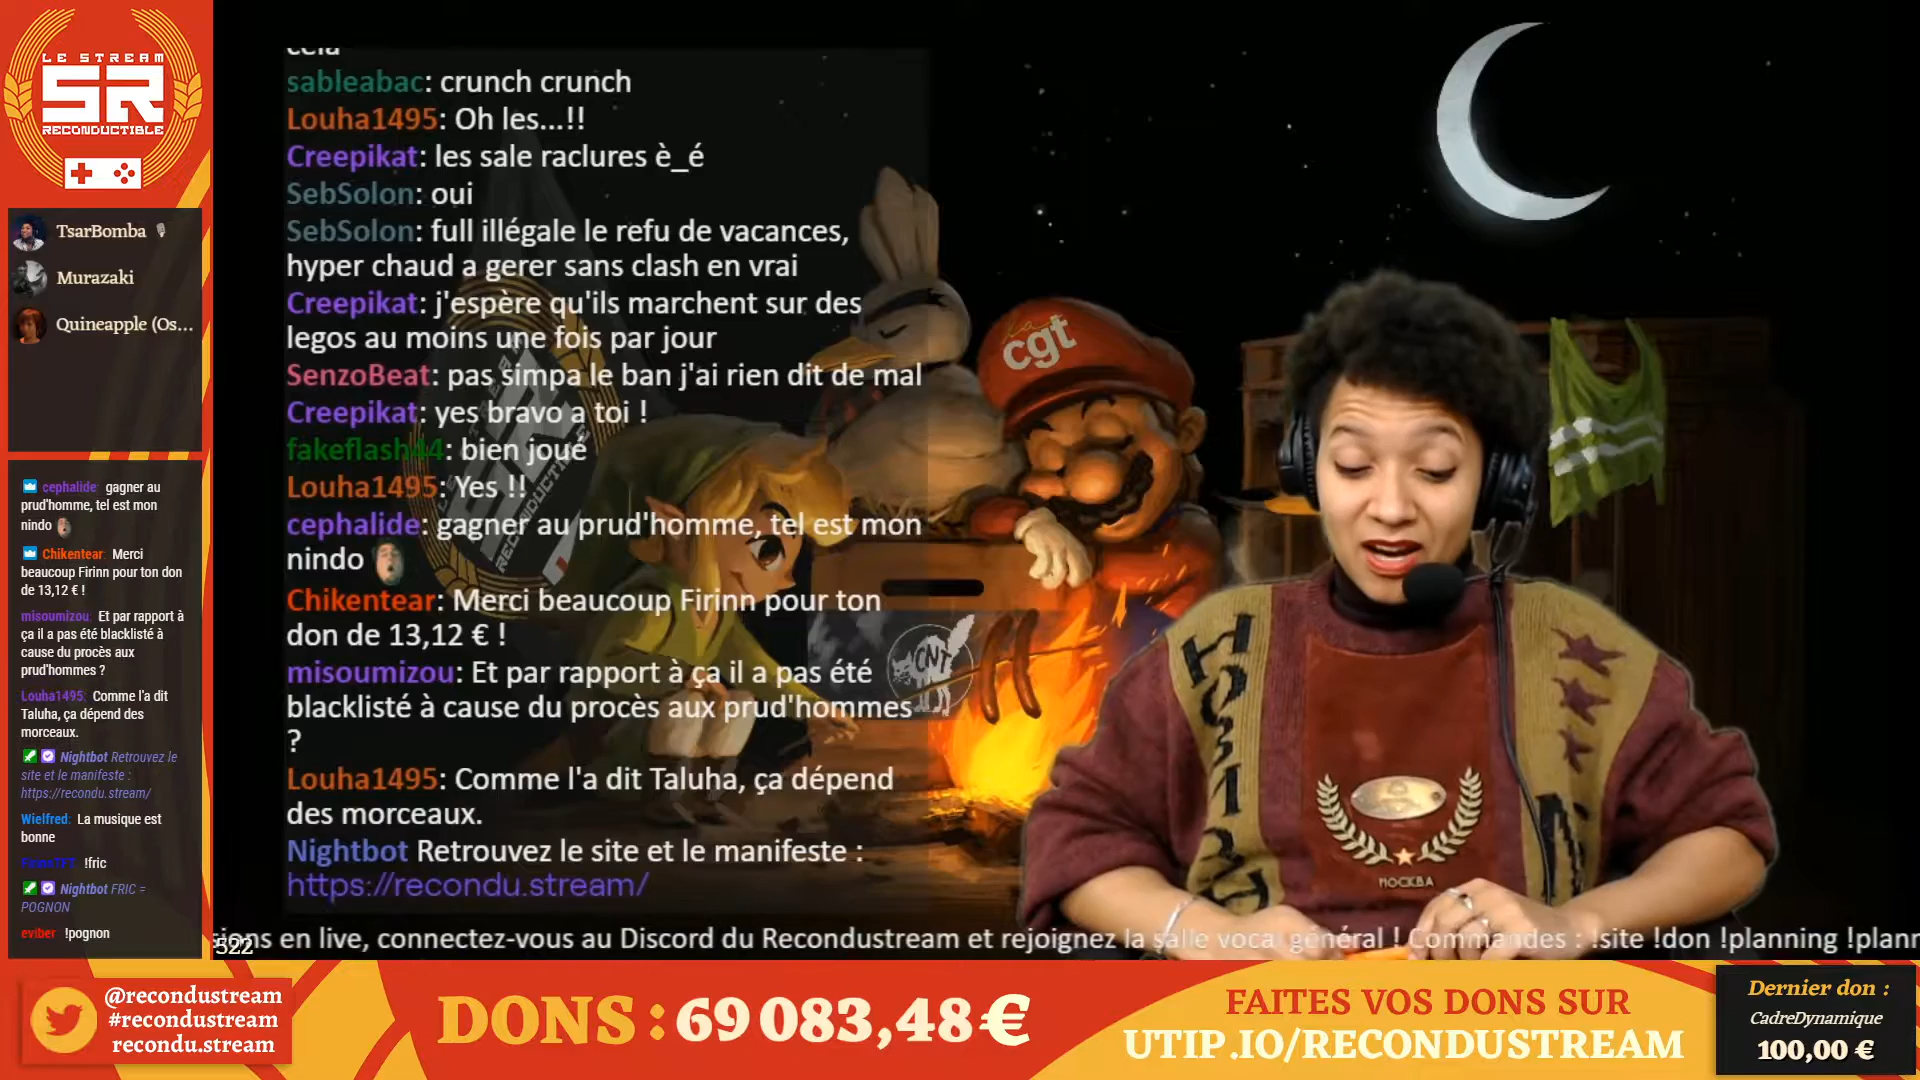 LE STREAM
SR
RECONDUCTIBLE
TsarBomba
Murazaki
Quineapple (Os...
cephalide: gagner au
prud'homme, tel est mon
nindo
Chikentear: Merci
beaucoup Firinn pour ton don
de 13,12 € !
misoumizou: Et par rapport à
ça il a pas été blacklisté à
cause du procès aux
prud'hommes ?
Louha1495: Comme l'a dit
Taluha, ça dépend des
morceaux.
Nightbot Retrouvez le
site et le manifeste :
https://recondu.stream/
Wielfred: La musique est
bonne
!fric
Nightbot FRIC =
POGNON
eviber !pognon
cela
sableabac: crunch crunch
Louha1495: Oh les...!!
Creepikat: les sale raclures è_é
SebSolon: oui
SebSolon: full illégale le refu de vacances,
hyper chaud a gerer sans clash en vrai
Creepikat: j'espère qu'ils marchent sur des
legos au moins une fois par jour
SenzoBeat: pas simpa le ban j'ai rien dit de mal
Creepikat: yes bravo a toi !
fakeflash44: bien joué
Louha1495: Yes !!
cephalide: gagner au prud'homme, tel est mon
nindo
Chikentear: Merci beaucoup Firinn pour ton
don de 13,12 € !
misoumizou: Et par rapport à ça il a pas été
blacklisté à cause du procès aux prud'hommes
?
Louha1495: Comme l'a dit Taluha, ça dépend
des morceaux.
Nightbot Retrouvez le site et le manifeste :
https://recondu.stream/
la
cgt
CNT
МОСКВА
522
sions en live, connectez-vous au Discord du Recondustream et rejoignez la salle vocal général ! Commandes : !site !don !planning !plann
@recondustream
#recondustream
recondu.stream
DONS : 69 083,48 €
FAITES VOS DONS SUR
UTIP.IO/RECONDUSTREAM
Dernier don :
CadreDynamique
100,00 €